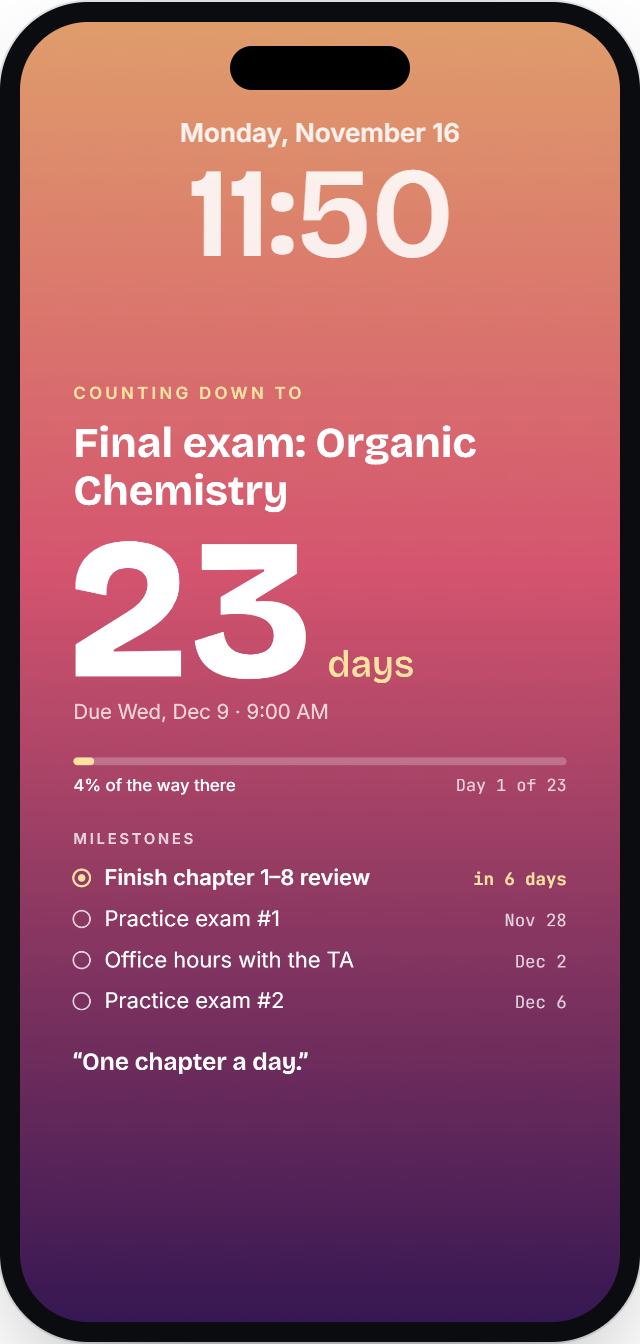 Monday, November 16
11:50
COUNTING DOWN TO
Final exam: Organic
Chemistry
23 days
Due Wed, Dec 9 · 9:00 AM
4% of the way there Day 1 of 23
MILESTONES
Finish chapter 1–8 review in 6 days
Practice exam #1 Nov 28
Office hours with the TA Dec 2
Practice exam #2 Dec 6
“One chapter a day.”